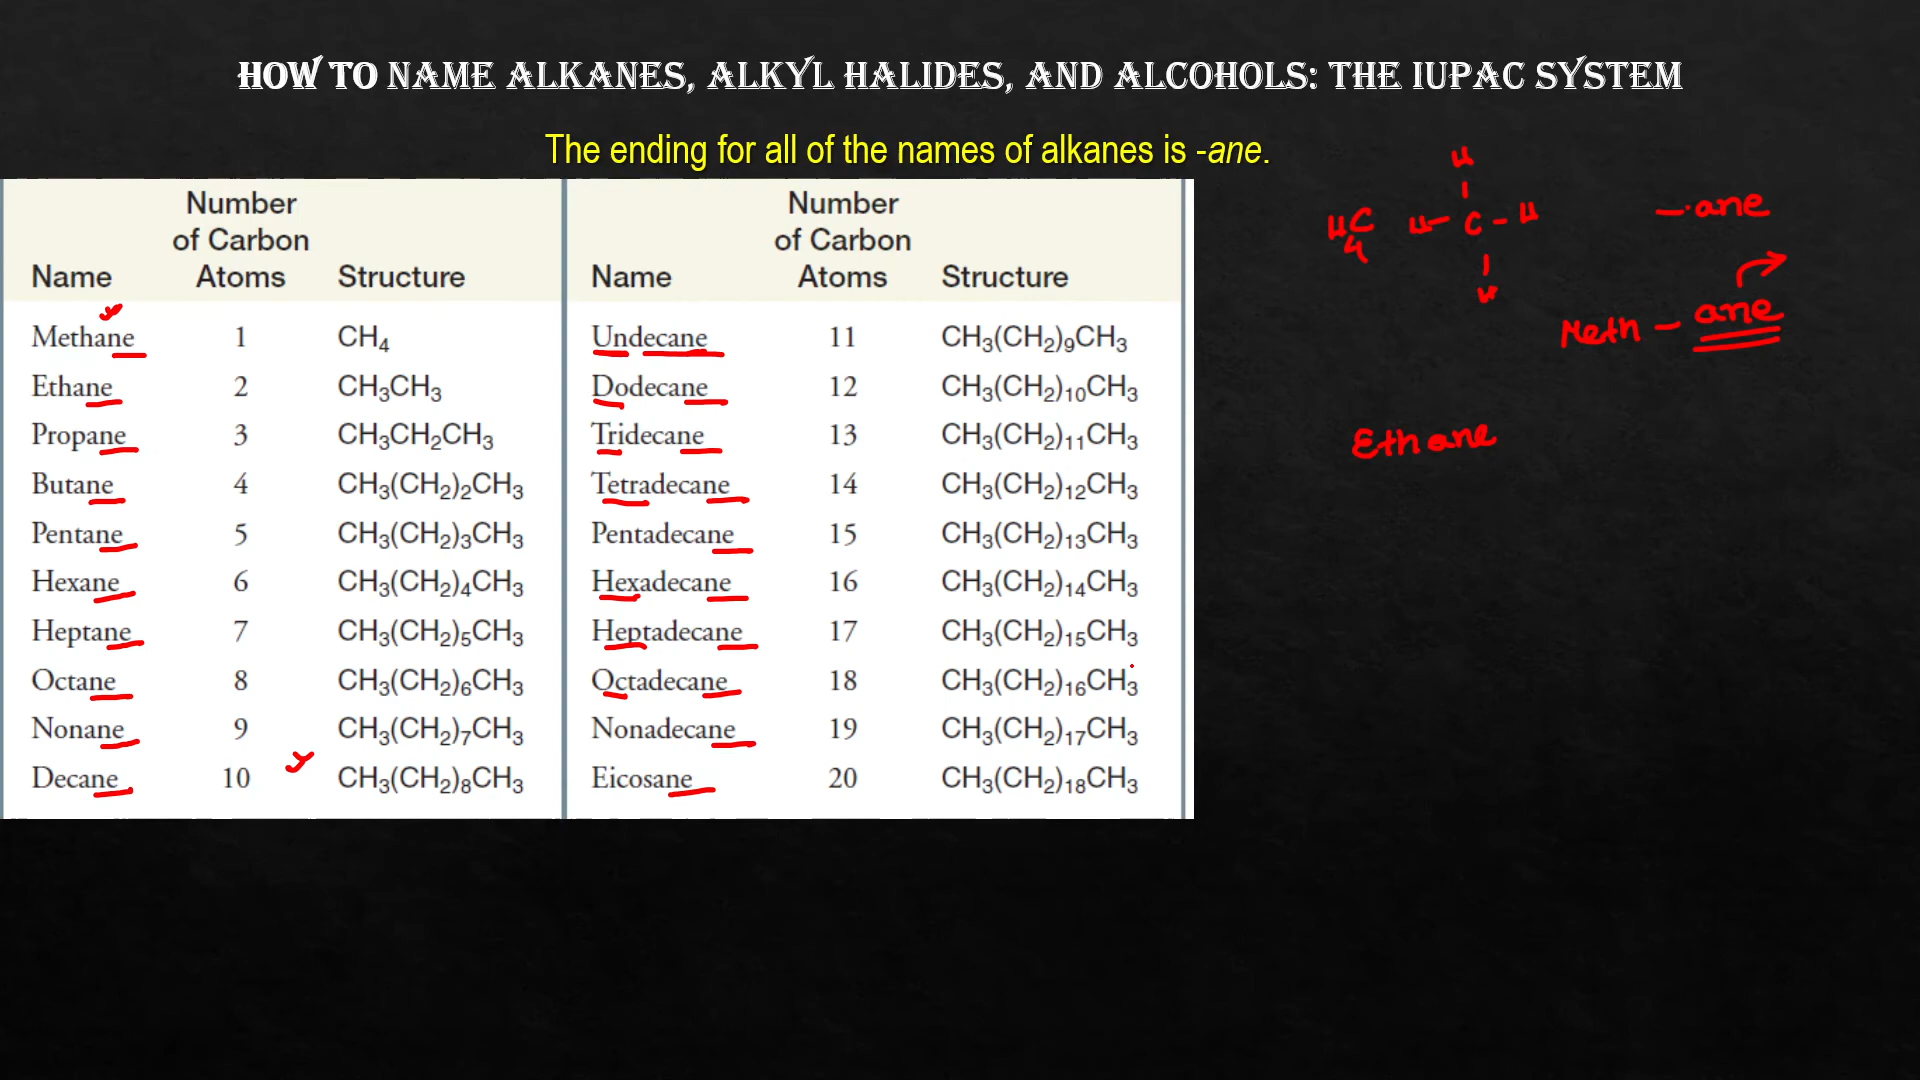 HOW TO NAME ALKANES, ALKYL HALIDES, AND ALCOHOLS: THE IUPAC SYSTEM
The ending for all of the names of alkanes is -ane.
Name Number of Carbon Atoms Structure Name Number of Carbon Atoms Structure
Methane 1 CH₄ Undecane 11 CH₃(CH₂)₉CH₃
Ethane 2 CH₃CH₃ Dodecane 12 CH₃(CH₂)₁₀CH₃
Propane 3 CH₃CH₂CH₃ Tridecane 13 CH₃(CH₂)₁₁CH₃
Butane 4 CH₃(CH₂)₂CH₃ Tetradecane 14 CH₃(CH₂)₁₂CH₃
Pentane 5 CH₃(CH₂)₃CH₃ Pentadecane 15 CH₃(CH₂)₁₃CH₃
Hexane 6 CH₃(CH₂)₄CH₃ Hexadecane 16 CH₃(CH₂)₁₄CH₃
Heptane 7 CH₃(CH₂)₅CH₃ Heptadecane 17 CH₃(CH₂)₁₅CH₃
Octane 8 CH₃(CH₂)₆CH₃ Octadecane 18 CH₃(CH₂)₁₆CH₃
Nonane 9 CH₃(CH₂)₇CH₃ Nonadecane 19 CH₃(CH₂)₁₇CH₃
Decane 10 CH₃(CH₂)₈CH₃ Eicosane 20 CH₃(CH₂)₁₈CH₃
H
H₄C H-C-H -ane
H
Meth - ane
Ethane